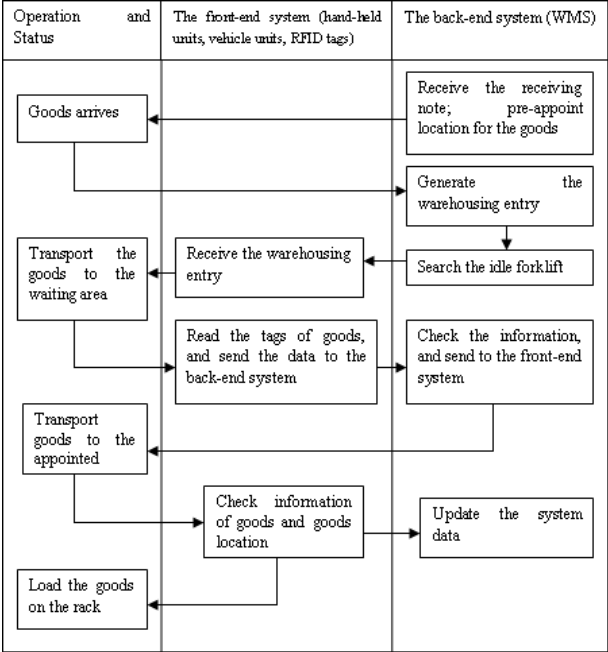 Operation and
Status
The front-end system (hand-held
units, vehicle units, RFID tags)
The back-end system (WMS)
Goods arrives
Receive the receiving
note; pre-appoint
location for the goods
Generate the
warehousing entry
Transport the
goods to the
waiting area
Receive the warehousing
entry
Search the idle forklift
Read the tags of goods,
and send the data to the
back-end system
Check the information,
and send to the front-end
system
Transport
goods to the
appointed
Check information
of goods and goods
location
Update the system
data
Load the goods
on the rack